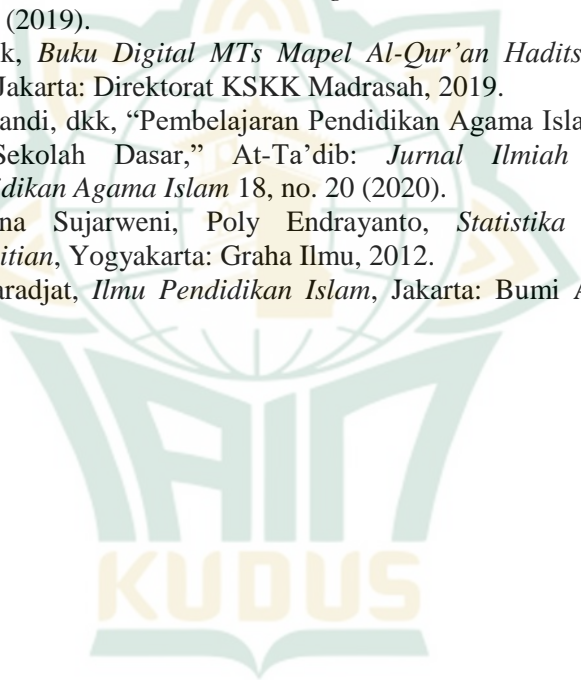 (2019).
k, Buku Digital MTs Mapel Al-Qur’an Hadits
Jakarta: Direktorat KSKK Madrasah, 2019.
andi, dkk, “Pembelajaran Pendidikan Agama Isla
Sekolah Dasar,” At-Ta’dib: Jurnal Ilmiah
idikan Agama Islam 18, no. 20 (2020).
na Sujarweni, Poly Endrayanto, Statistika
itian, Yogyakarta: Graha Ilmu, 2012.
aradjat, Ilmu Pendidikan Islam, Jakarta: Bumi A
IAIN
KUDUS